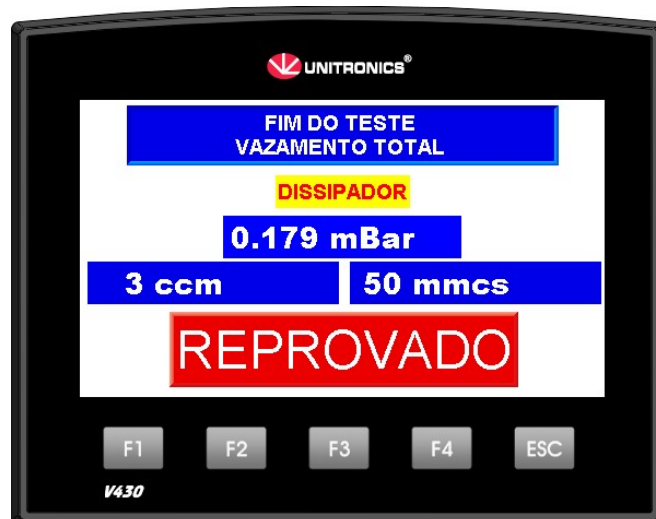 UNITRONICS®
FIM DO TESTE
VAZAMENTO TOTAL
DISSIPADOR
0.179 mBar
3 ccm 50 mmcs
REPROVADO
F1 F2 F3 F4 ESC
V430